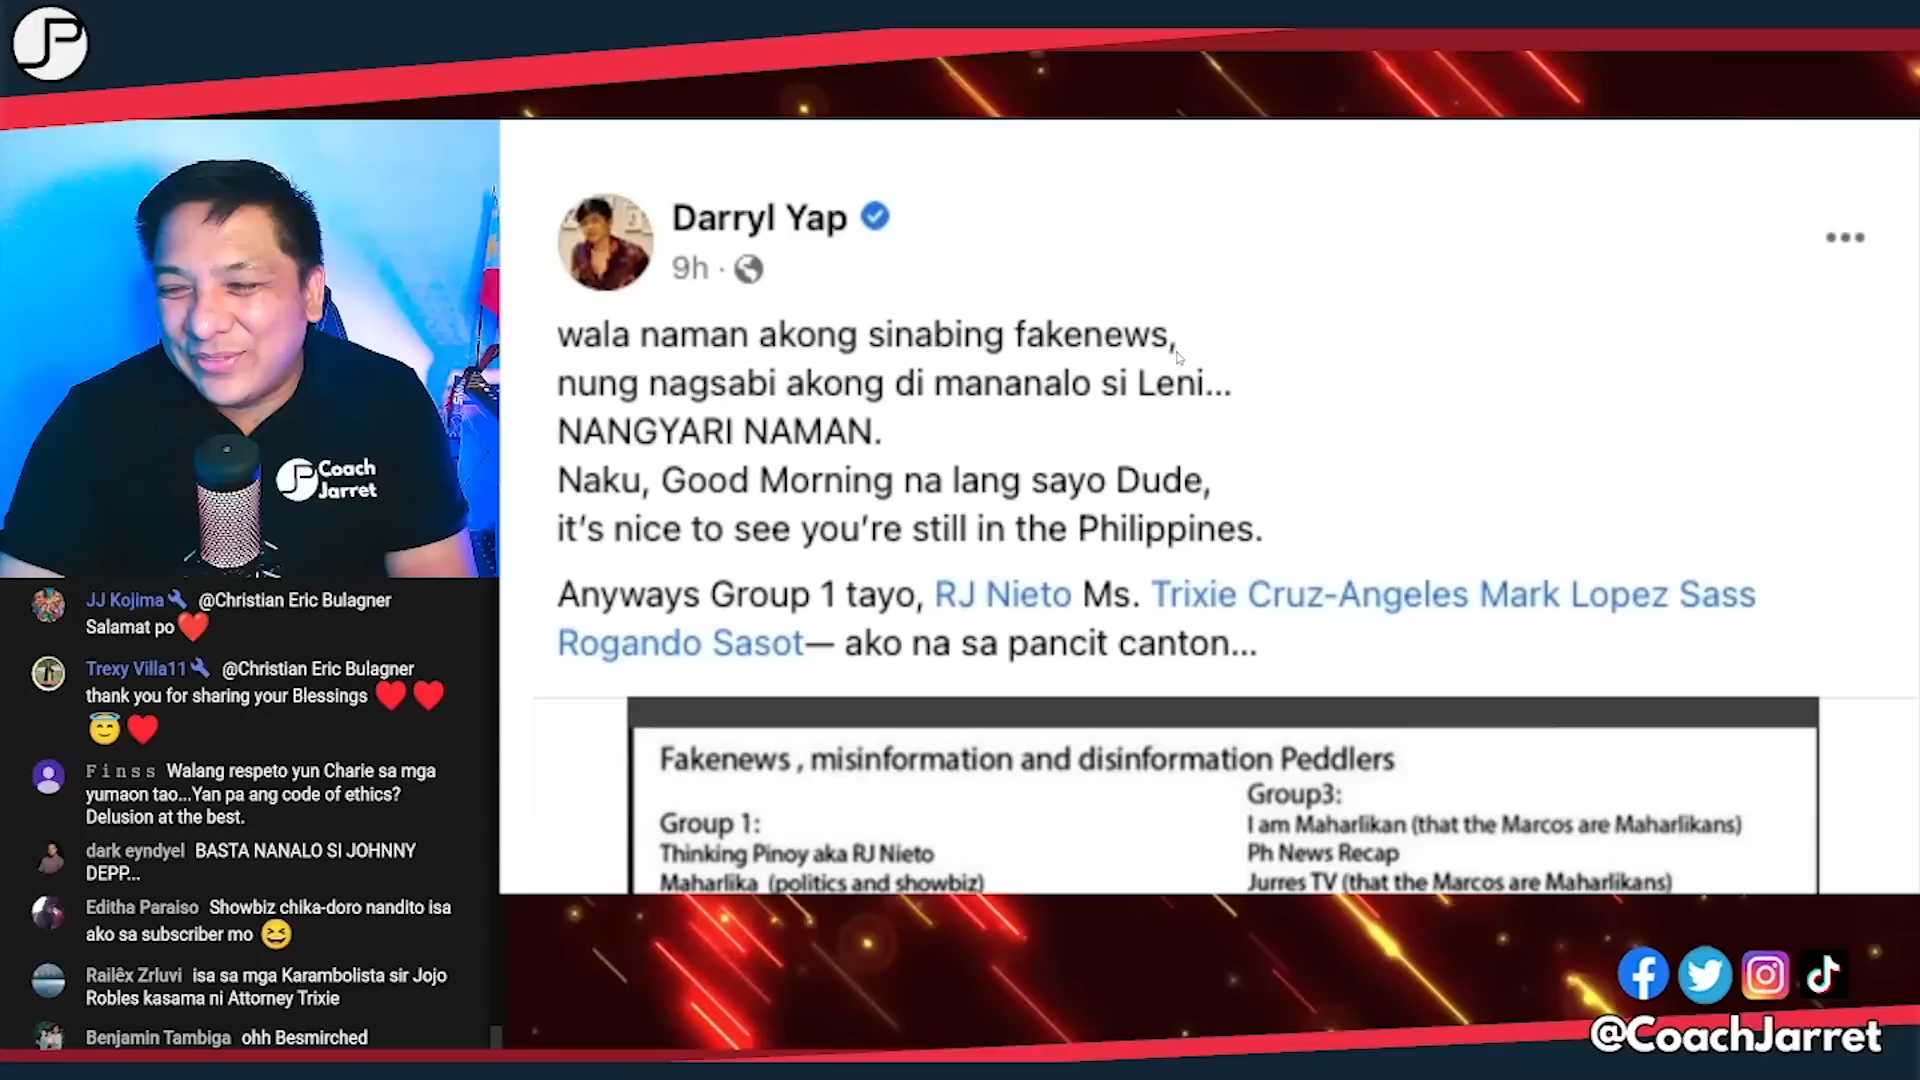 JP
Darryl Yap
9h ·
wala naman akong sinabing fakenews,
nung nagsabi akong di mananalo si Leni...
NANGYARI NAMAN.
Naku, Good Morning na lang sayo Dude,
it's nice to see you're still in the Philippines.
Anyways Group 1 tayo, RJ Nieto Ms. Trixie Cruz-Angeles Mark Lopez Sass
Rogando Sasot— ako na sa pancit canton...
Fakenews , misinformation and disinformation Peddlers
Group 1:
Thinking Pinoy aka RJ Nieto
Maharlika (politics and showbiz)
Group3:
I am Maharlikan (that the Marcos are Maharlikans)
Ph News Recap
Jurres TV (that the Marcos are Maharlikans)
JP Coach
Jarret
JJ Kojima @Christian Eric Bulagner
Salamat po
Trexy Villa11 @Christian Eric Bulagner
thank you for sharing your Blessings
F i n s s Walang respeto yun Charie sa mga
yumaon tao...Yan pa ang code of ethics?
Delusion at the best.
dark eyndyel BASTA NANALO SI JOHNNY
DEPP...
Editha Paraiso Showbiz chika-doro nandito isa
ako sa subscriber mo
Railêx Zrluvi isa sa mga Karambolista sir Jojo
Robles kasama ni Attorney Trixie
Benjamin Tambiga ohh Besmirched
@CoachJarret